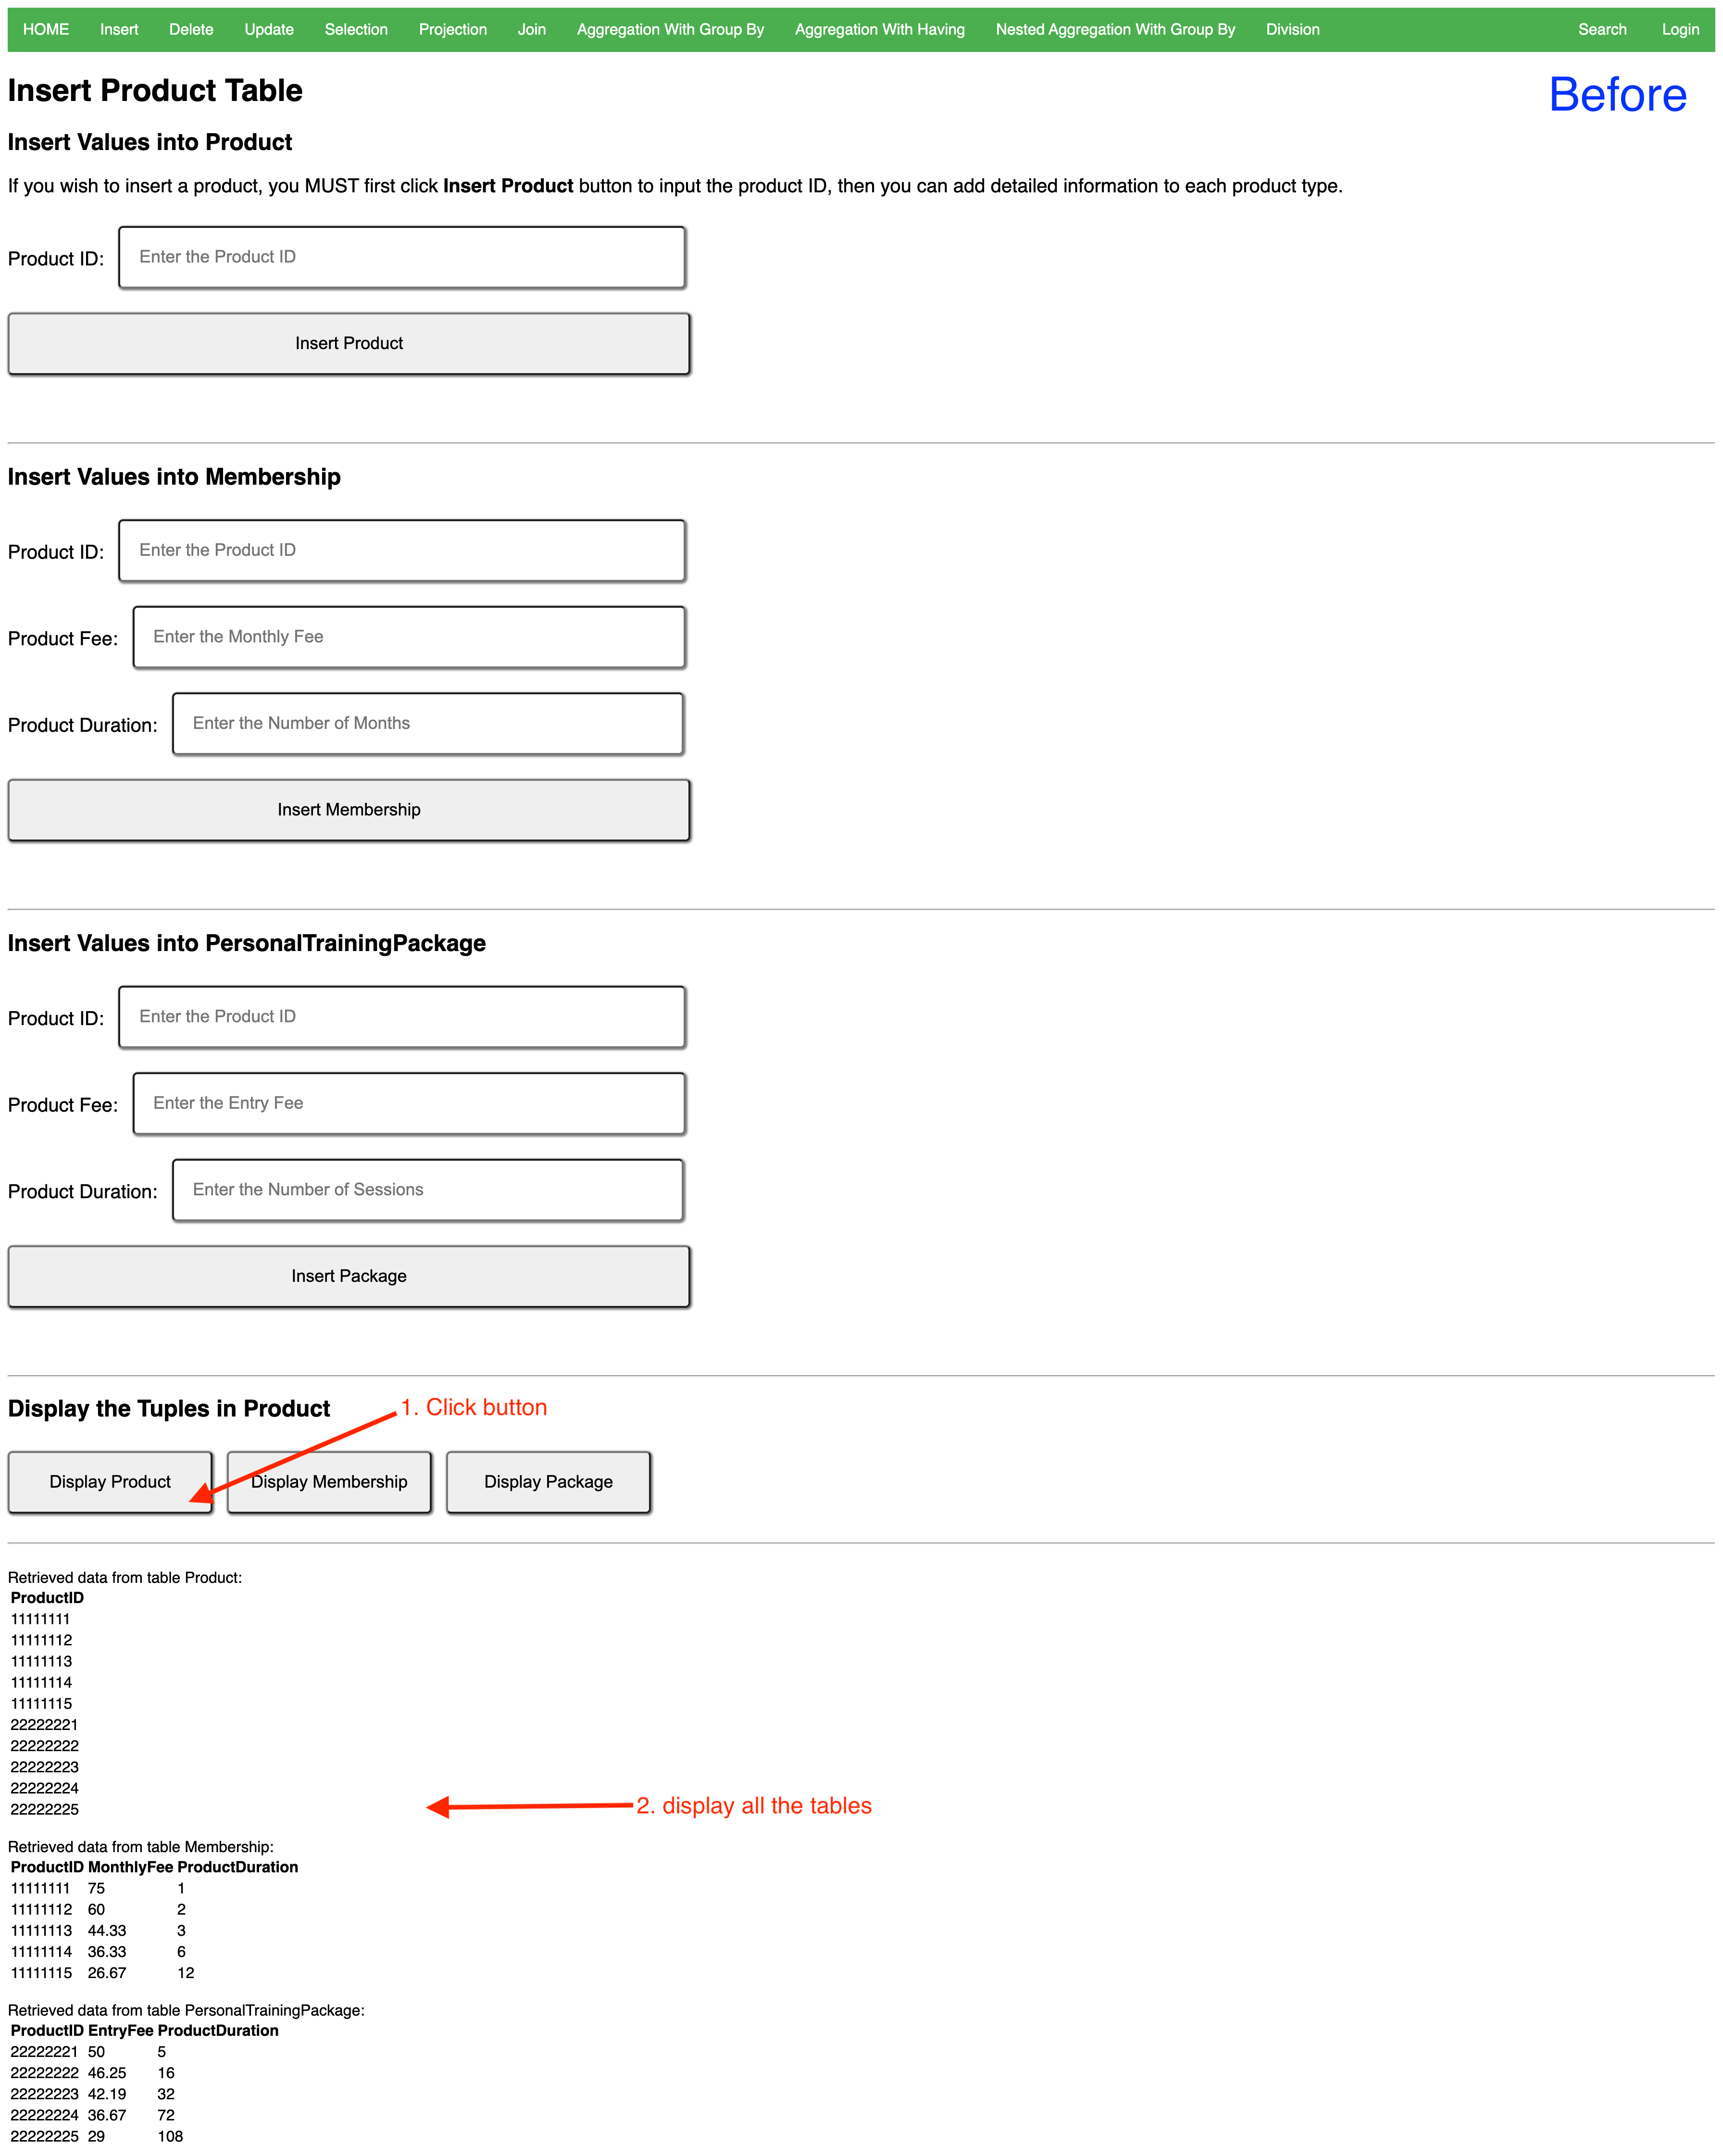 HOME Insert Delete Update Selection Projection Join Aggregation With Group By Aggregation With Having Nested Aggregation With Group By Division Search Login
Insert Product Table
Before
Insert Values into Product
If you wish to insert a product, you MUST first click Insert Product button to input the product ID, then you can add detailed information to each product type.
Product ID: Enter the Product ID
Insert Product
Insert Values into Membership
Product ID: Enter the Product ID
Product Fee: Enter the Monthly Fee
Product Duration: Enter the Number of Months
Insert Membership
Insert Values into PersonalTrainingPackage
Product ID: Enter the Product ID
Product Fee: Enter the Entry Fee
Product Duration: Enter the Number of Sessions
Insert Package
Display the Tuples in Product
1. Click button
Display Product Display Membership Display Package
Retrieved data from table Product:
ProductID
11111111
11111112
11111113
11111114
11111115
22222221
22222222
22222223
22222224
22222225
2. display all the tables
Retrieved data from table Membership:
ProductID MonthlyFee ProductDuration
11111111 75 1
11111112 60 2
11111113 44.33 3
11111114 36.33 6
11111115 26.67 12
Retrieved data from table PersonalTrainingPackage:
ProductID EntryFee ProductDuration
22222221 50 5
22222222 46.25 16
22222223 42.19 32
22222224 36.67 72
22222225 29 108